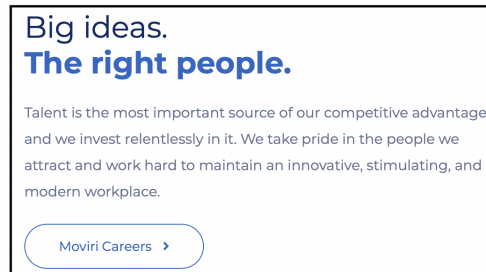 Big ideas.
The right people.
Talent is the most important source of our competitive advantage
and we invest relentlessly in it. We take pride in the people we
attract and work hard to maintain an innovative, stimulating, and
modern workplace.
Moviri Careers